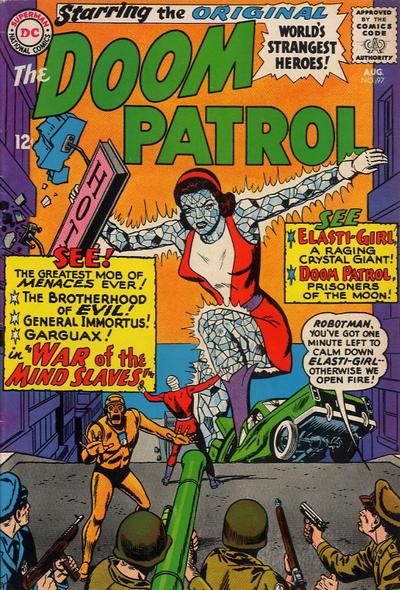 Starring the ORIGINAL
WORLD'S
STRANGEST
HEROES!
SUPERMAN
DC
NATIONAL COMICS
APPROVED
BY THE
COMICS
CODE
CA
AUTHORITY
AUG.
NO. 97
The DOOM
PATROL
12¢
HOT
SEE!
THE GREATEST MOB OF
MENACES EVER!
THE BROTHERHOOD
OF EVIL!
GENERAL IMMORTUS!
GARGUAX!
in "WAR of the
MIND SLAVES!"
SEE
ELASTI-GIRL
A RAGING
CRYSTAL GIANT!
DOOM PATROL,
PRISONERS
OF THE MOON!
ROBOTMAN,
YOU'VE GOT ONE
MINUTE LEFT TO
CALM DOWN
ELASTI-GIRL--
OTHERWISE WE
OPEN FIRE!